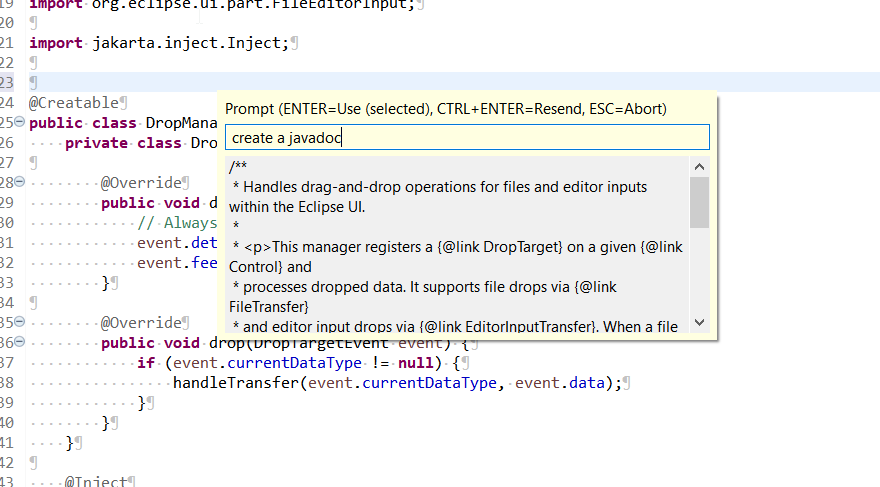 19 import org.eclipse.ui.part.FileEditorInput;¶
20 ¶
21 import·jakarta.inject.Inject;¶
22 ¶
23 ¶
24 @Creatable¶
25 public·class·DropMana
26 ····private·class·Dro
27 ¶
28 ········@Override¶
29 ········public·void·d
30 ············//·Always
31 ············event.det
32 ············event.fee
33 ········}¶
34 ¶
35 ········@Override¶
36 ········public·void·drop(DropTargetEvent·event)·{¶
37 ············if·(event.currentDataType·!=·null)·{¶
38 ················handleTransfer(event.currentDataType,·event.data);¶
39 ············}¶
40 ········}¶
41 ····}¶
42 ¶
43 ····@Inject¶
Prompt (ENTER=Use (selected), CTRL+ENTER=Resend, ESC=Abort)
create a javadoc
/**
* Handles drag-and-drop operations for files and editor inputs
within the Eclipse UI.
*
* <p>This manager registers a {@link DropTarget} on a given {@link
Control} and
* processes dropped data. It supports file drops via {@link
FileTransfer}
* and editor input drops via {@link EditorInputTransfer}. When a file